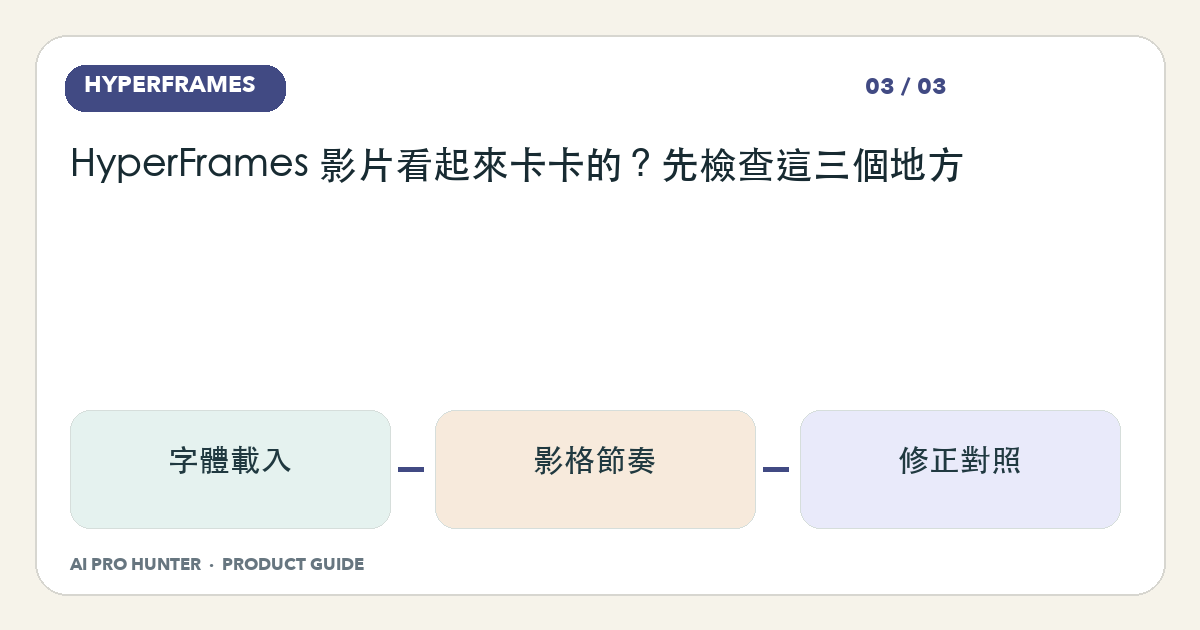 HYPERFRAMES
03 / 03
HyperFrames 影片看起來卡卡的？先檢查這三個地方
字體載入
影格節奏
修正對照
AI PRO HUNTER · PRODUCT GUIDE